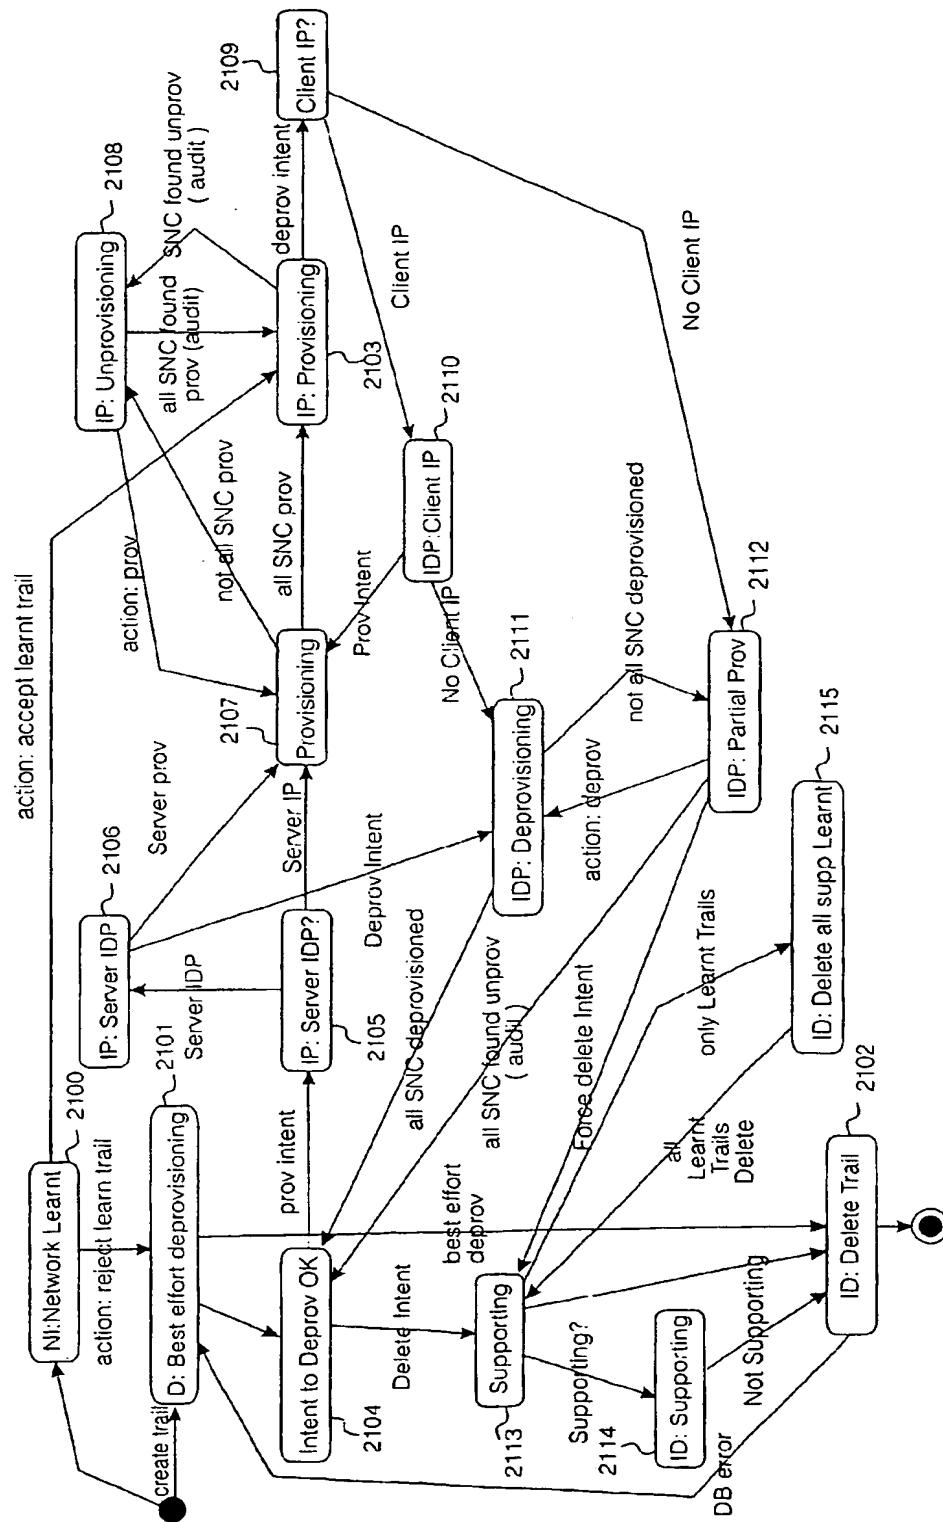 create trail
NI:Network Learnt
2100
action: accept learnt trail
action: reject learn trail
D: Best effort deprovisioning
2101
IP: Server IDP
2106
Server IDP
Server prov
action: prov
IP: Unprovisioning
2108
not all SNC prov
all SNC found
prov (audit)
SNC found unprov
( audit )
Intent to Deprov OK
2104
prov intent
IP: Server IDP?
2105
Server IP
Provisioning
2107
all SNC prov
IP: Provisioning
2103
deprov intent
Client IP?
2109
Deprov Intent
Prov Intent
Client IP
IDP:Client IP
2110
No Client IP
No Client IP
all SNC deprovisioned
IDP: Deprovisioning
2111
Delete Intent
best effort
deprov
all SNC found unprov
( audit )
action: deprov
not all SNC deprovisioned
Supporting
2113
Force delete Intent
IDP: Partial Prov
2112
Supporting?
2114
ID: Supporting
only Learnt Trails
ID: Delete all supp Learnt
2115
all
Learnt
Trails
Delete
Not Supporting
DB error
ID: Delete Trail
2102